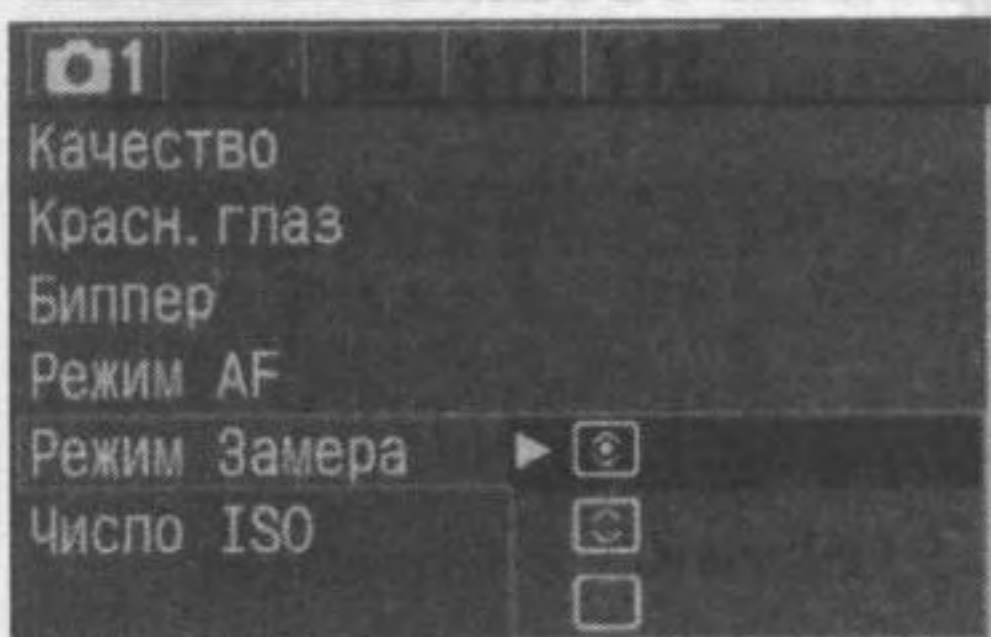 1
Качество
Красн. глаз
Биппер
Режим AF
Режим Замера
Число ISO